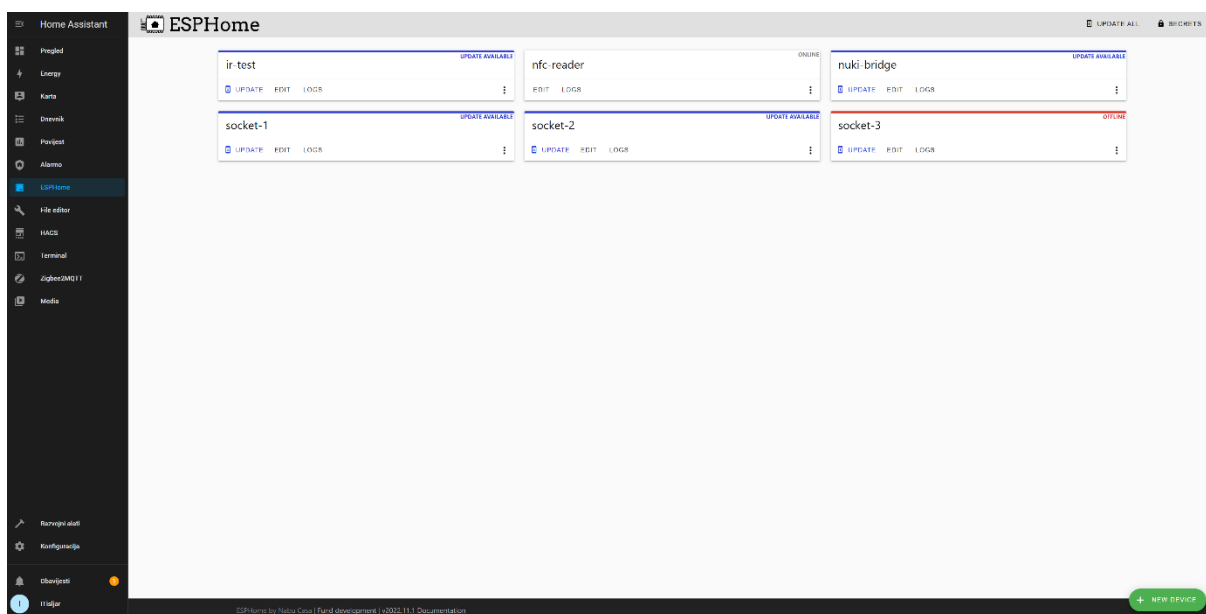 Home Assistant
ESPHome
UPDATE ALL
SECRETS
Pregled
Energy
Karta
Dnevnik
Povijest
Alarmo
ESPHome
File editor
HACS
Terminal
Zigbee2MQTT
Media
ir-test
UPDATE AVAILABLE
UPDATE EDIT LOGS
nfc-reader
ONLINE
EDIT LOGS
nuki-bridge
UPDATE AVAILABLE
UPDATE EDIT LOGS
socket-1
UPDATE AVAILABLE
UPDATE EDIT LOGS
socket-2
UPDATE AVAILABLE
UPDATE EDIT LOGS
socket-3
OFFLINE
UPDATE EDIT LOGS
Razvojni alati
Konfiguracija
Obavijesti
ESPHome by Nabu Casa | Fund development | v2022.11.1 Documentation
+ NEW DEVICE